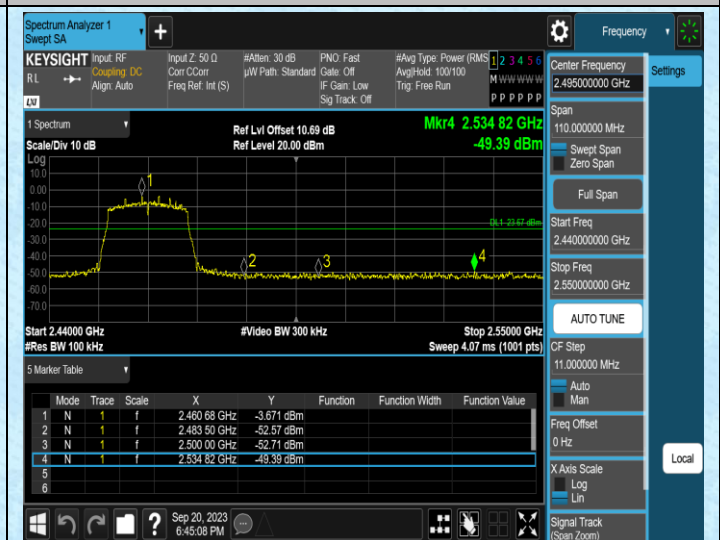 Spectrum Analyzer 1
Swept SA
Frequency
KEYSIGHT
RL
LXI
Input: RF
Coupling: DC
Align: Auto
Input Z: 50 Ω
Corr CCorr
Freq Ref: Int (S)
#Atten: 30 dB
µW Path: Standard
PNO: Fast
Gate: Off
IF Gain: Low
Sig Track: Off
#Avg Type: Power (RMS
Avg|Hold: 100/100
Trig: Free Run
1 2 3 4 5 6
M W W W W W
P P P P P P
1 Spectrum
Scale/Div 10 dB
Ref Lvl Offset 10.69 dB
Ref Level 20.00 dBm
Mkr4 2.534 82 GHz
-49.39 dBm
Log
10.0
0.00
-10.0
-20.0
-30.0
-40.0
-50.0
-60.0
-70.0
1
2
3
4
DL1 -23.67 dBm
Start 2.44000 GHz
#Video BW 300 kHz
Stop 2.55000 GHz
#Res BW 100 kHz
Sweep 4.07 ms (1001 pts)
5 Marker Table
Mode Trace Scale X Y Function Function Width Function Value
1 N 1 f 2.460 68 GHz -3.671 dBm
2 N 1 f 2.483 50 GHz -52.57 dBm
3 N 1 f 2.500 00 GHz -52.71 dBm
4 N 1 f 2.534 82 GHz -49.39 dBm
5
6
Sep 20, 2023
6:45:08 PM
Center Frequency
2.495000000 GHz
Span
110.000000 MHz
Swept Span
Zero Span
Full Span
Start Freq
2.440000000 GHz
Stop Freq
2.550000000 GHz
AUTO TUNE
CF Step
11.000000 MHz
Auto
Man
Freq Offset
0 Hz
X Axis Scale
Log
Lin
Signal Track
(Span Zoom)
Settings
Local